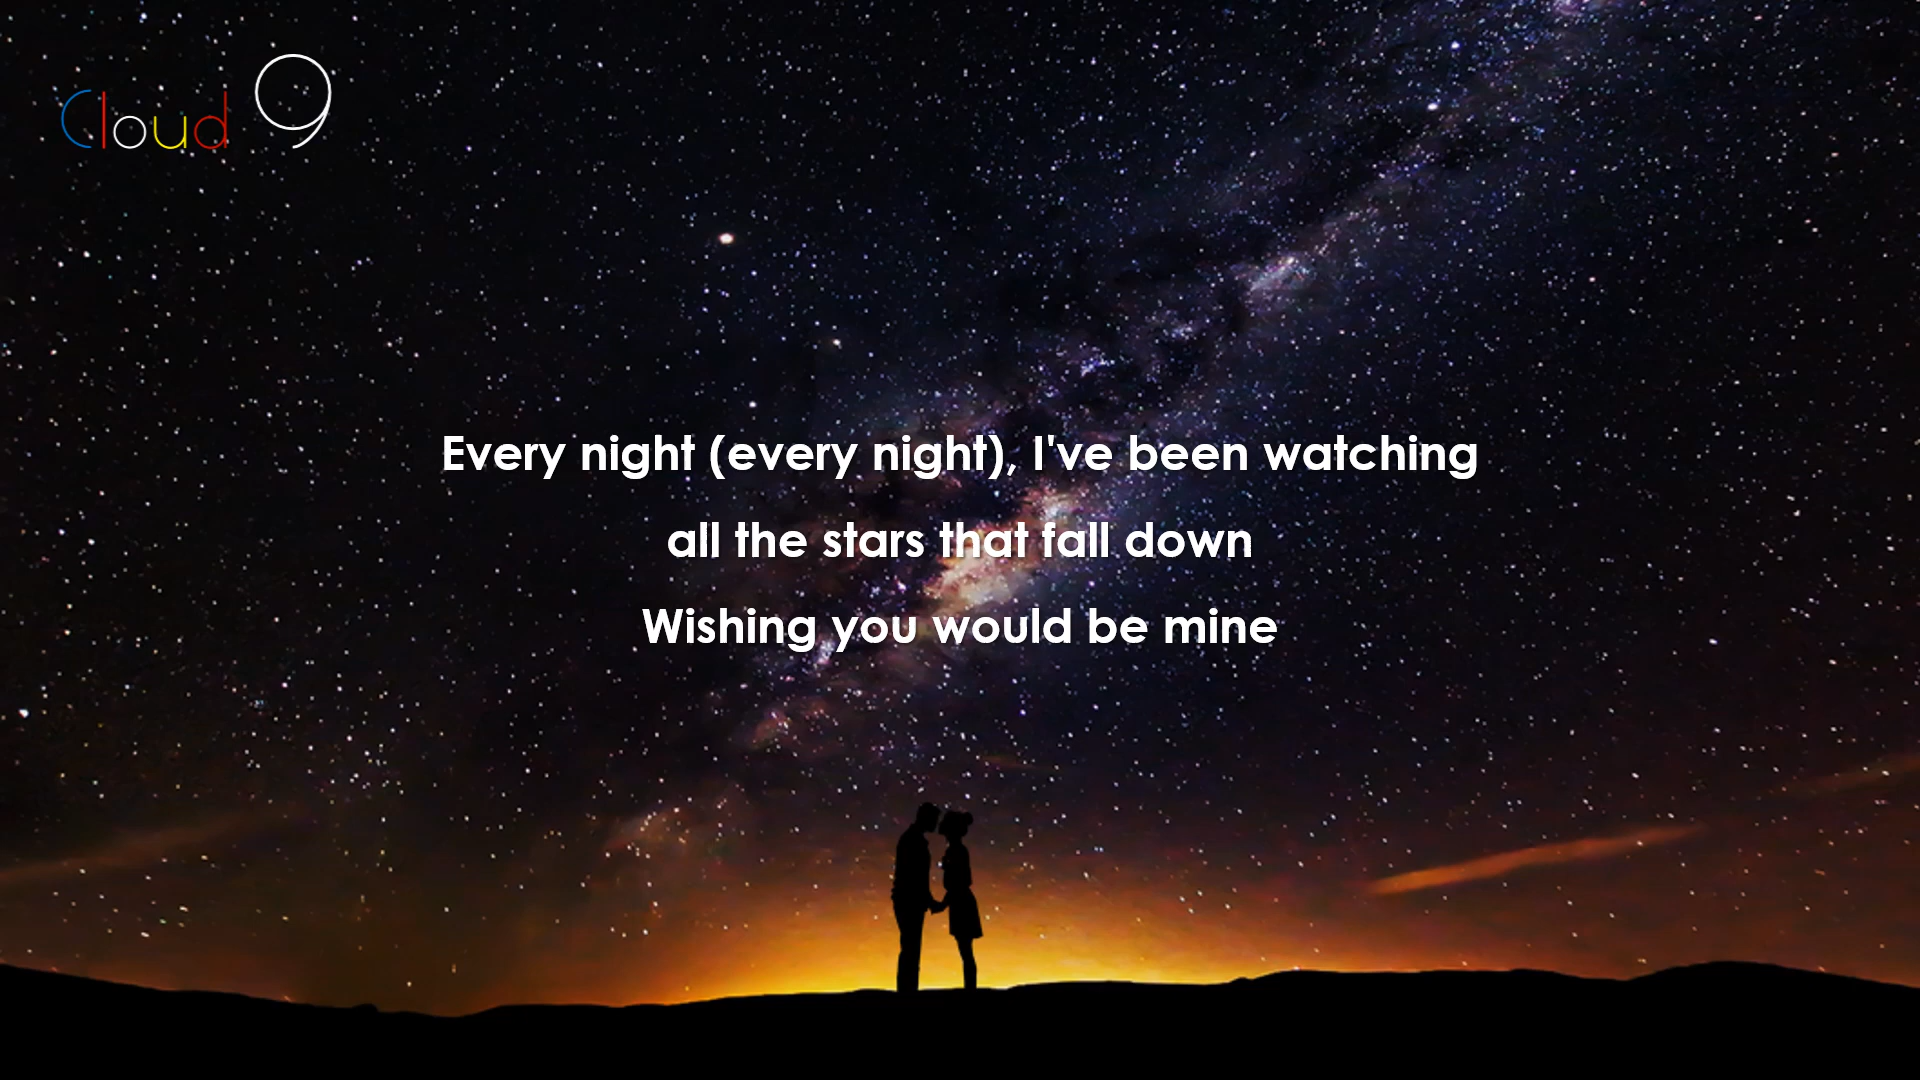 Cloud 9
Every night (every night), I've been watching
all the stars that fall down
Wishing you would be mine